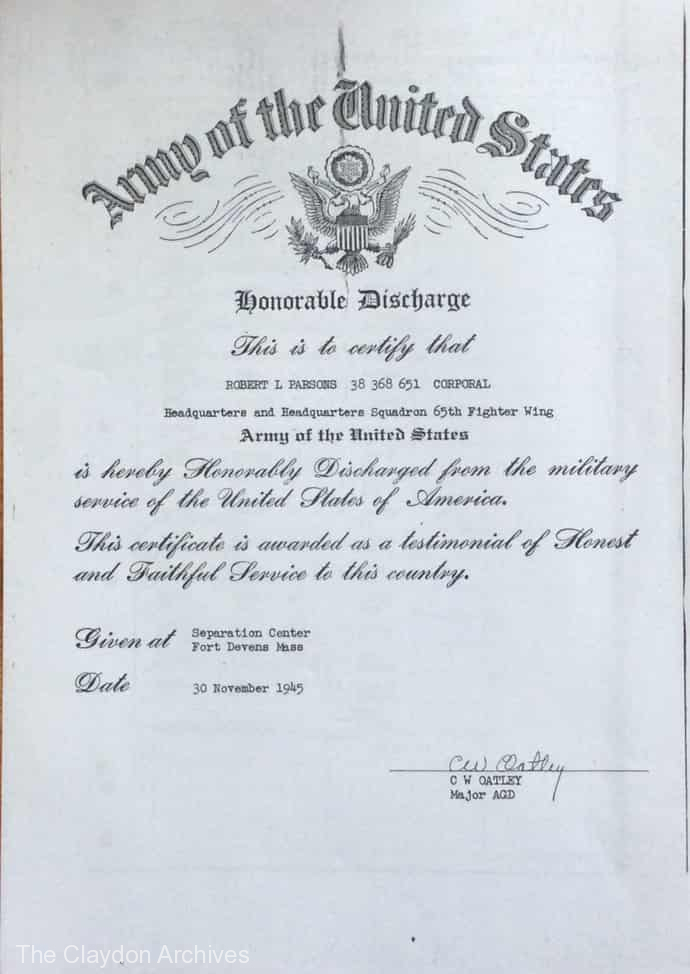 Army of the United States
Honorable Discharge
This is to certify that
ROBERT L PARSONS 38 368 651 CORPORAL
Headquarters and Headquarters Squadron 65th Fighter Wing
Army of the United States
is hereby Honorably Discharged from the military
service of the United States of America.
This certificate is awarded as a testimonial of Honest
and Faithful Service to this country.
Given at Separation Center
Fort Devens Mass
Date 30 November 1945
CW Oatley
C W OATLEY
Major AGD
The Claydon Archives